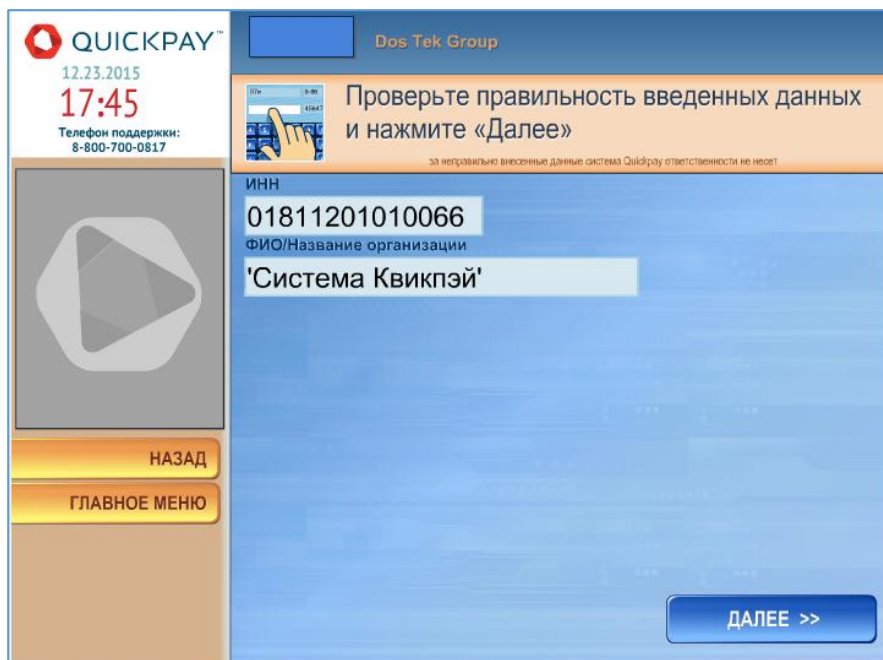 QUICKPAY™
12.23.2015
17:45
Телефон поддержки:
8-800-700-0817
НАЗАД
ГЛАВНОЕ МЕНЮ
Dos Tek Group
Проверьте правильность введенных данных
и нажмите «Далее»
за неправильно внесенные данные система Quickpay ответственности не несет
ИНН
01811201010066
ФИО/Название организации
'Система Квикпэй'
ДАЛЕЕ >>